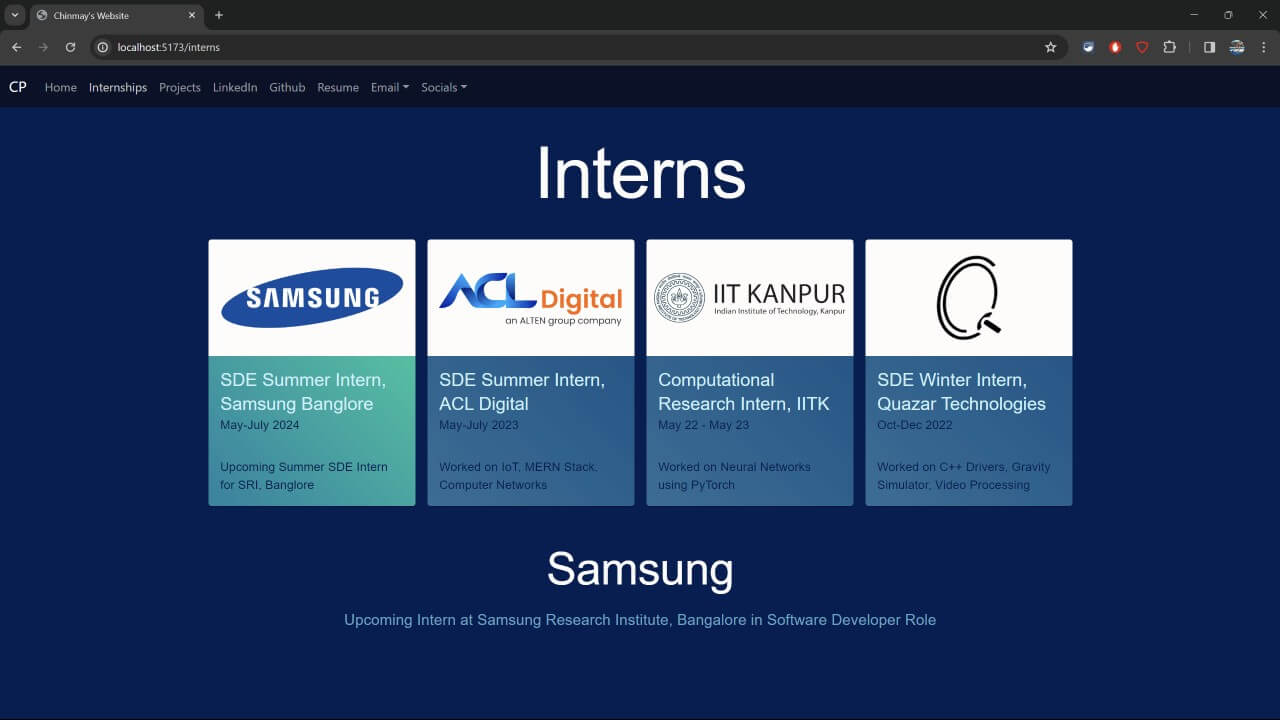 Chinmay's Website
localhost:5173/interns
CP Home Internships Projects LinkedIn Github Resume Email Socials
Interns
SAMSUNG
ACL Digital
an ALTEN group company
IIT KANPUR
Indian Institute of Technology, Kanpur
SDE Summer Intern,
Samsung Banglore
May-July 2024
Upcoming Summer SDE Intern
for SRI, Banglore
SDE Summer Intern,
ACL Digital
May-July 2023
Worked on IoT, MERN Stack,
Computer Networks
Computational
Research Intern, IITK
May 22 - May 23
Worked on Neural Networks
using PyTorch
SDE Winter Intern,
Quazar Technologies
Oct-Dec 2022
Worked on C++ Drivers, Gravity
Simulator, Video Processing
Samsung
Upcoming Intern at Samsung Research Institute, Bangalore in Software Developer Role